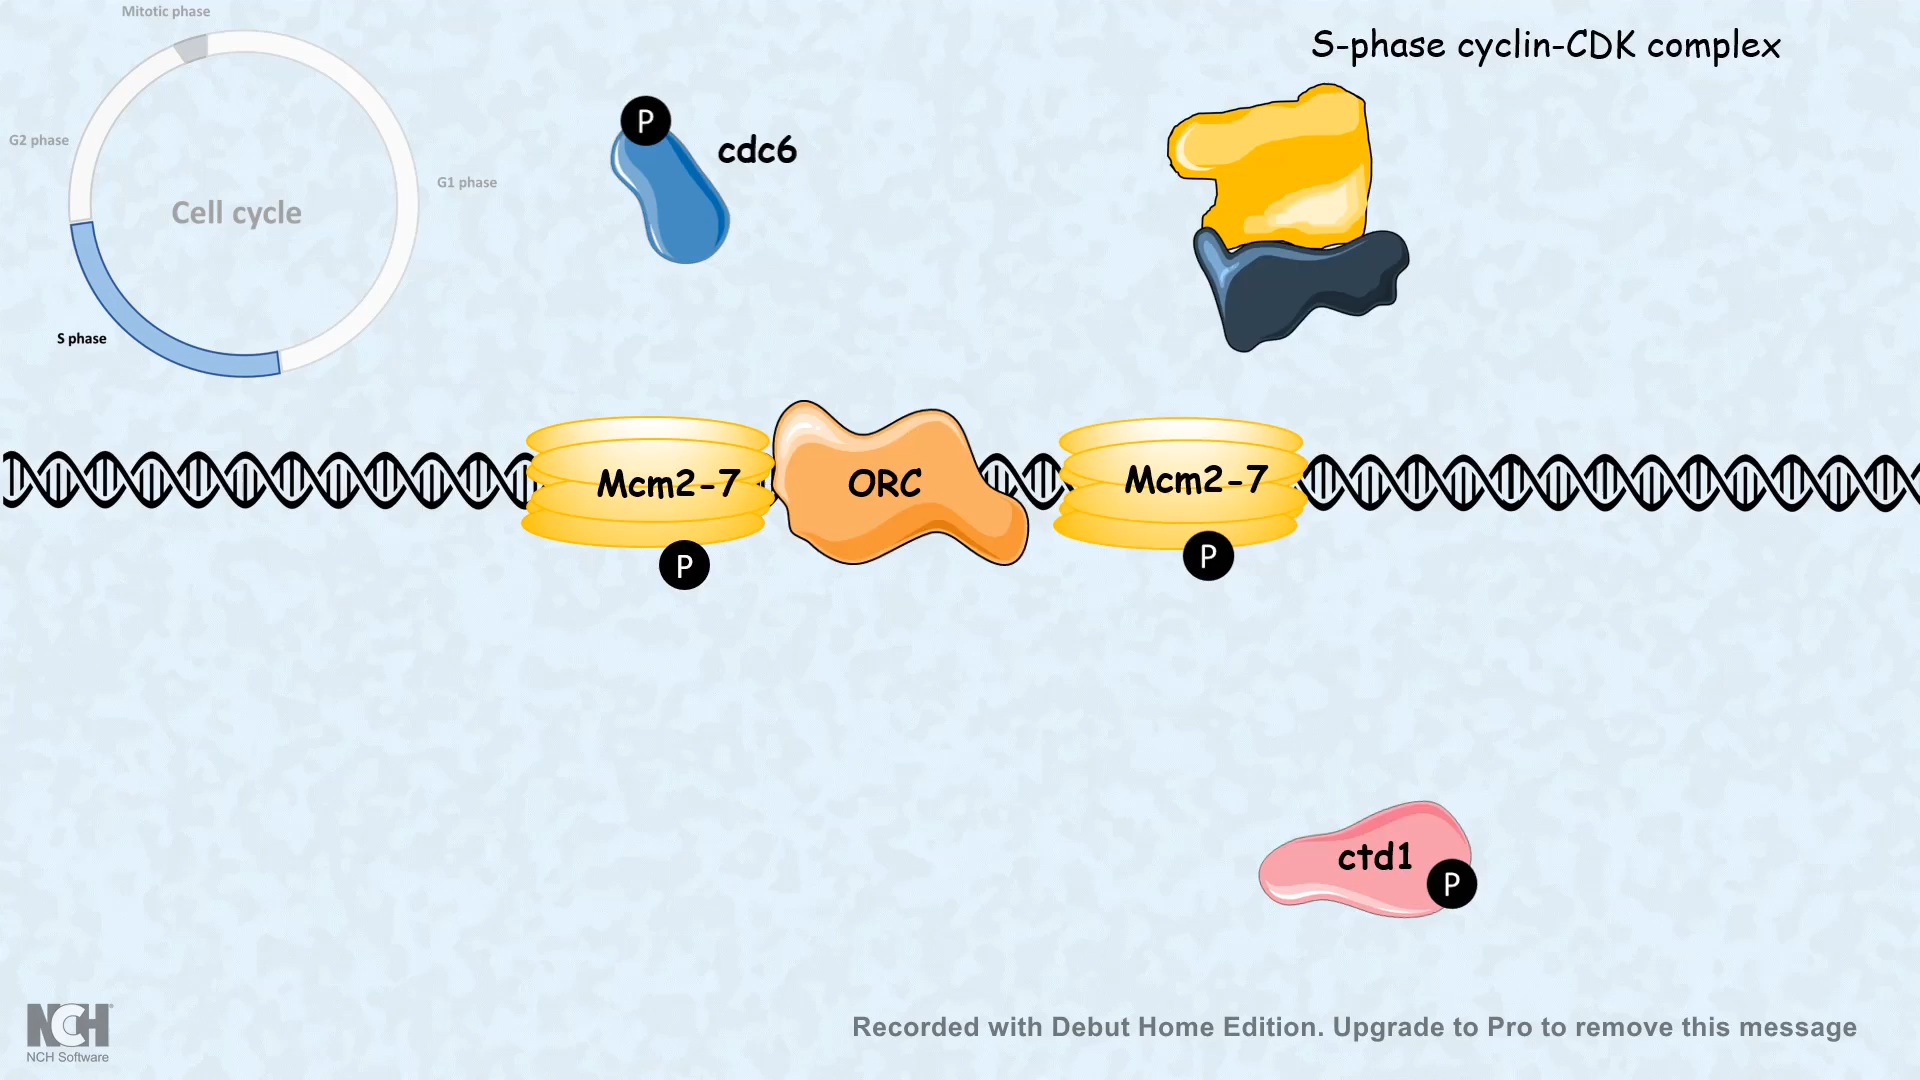 Mitotic phase
S-phase cyclin-CDK complex
P
cdc6
G2 phase
G1 phase
Cell cycle
S phase
Mcm2-7
ORC
Mcm2-7
P
P
ctd1
P
NCH
NCH Software
Recorded with Debut Home Edition. Upgrade to Pro to remove this message